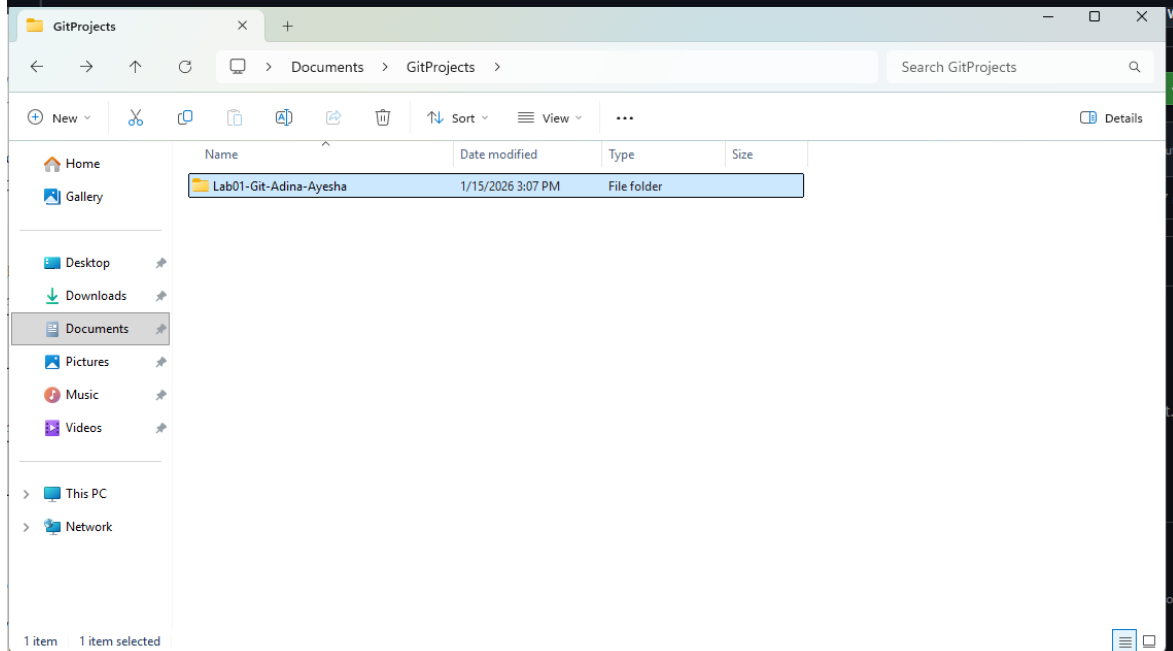 GitProjects
Documents > GitProjects >
Search GitProjects
New
Sort
View
Details
Name Date modified Type Size
Lab01-Git-Adina-Ayesha 1/15/2026 3:07 PM File folder
Home
Gallery
Desktop
Downloads
Documents
Pictures
Music
Videos
This PC
Network
1 item 1 item selected